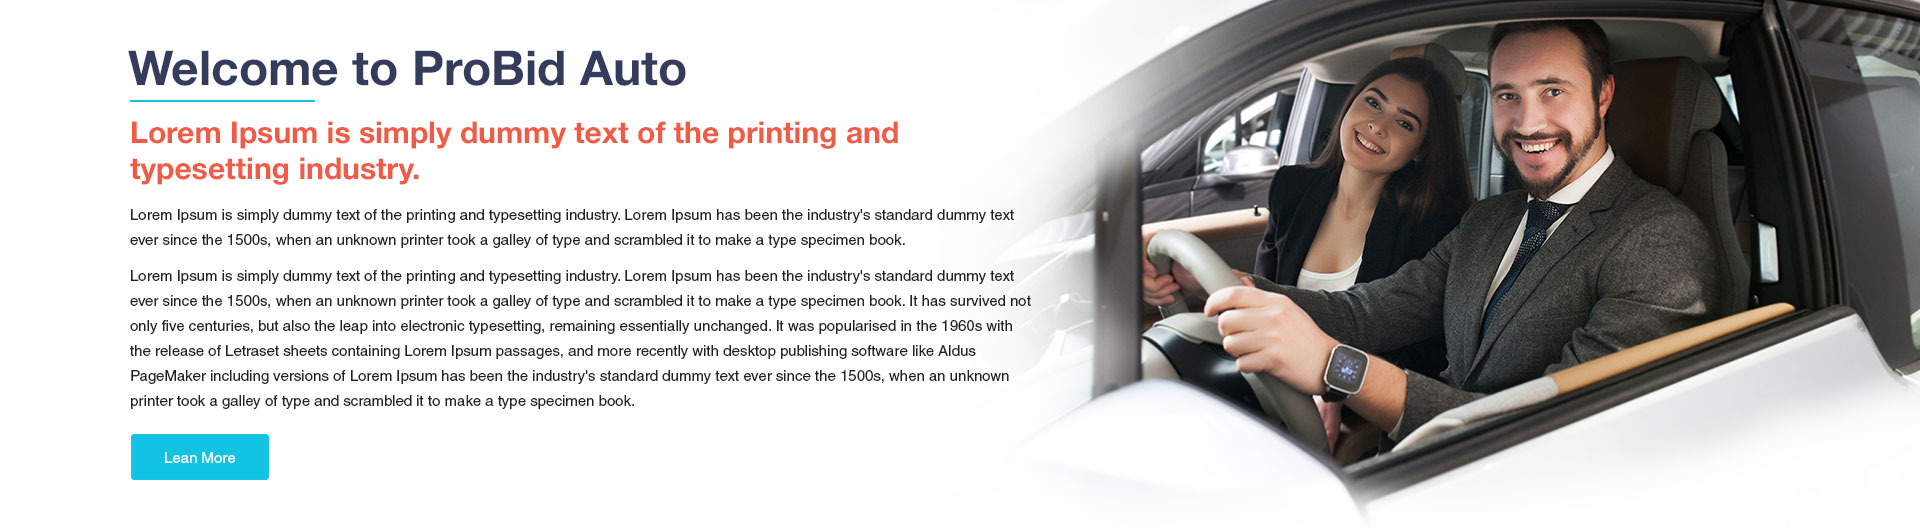 Welcome to ProBid Auto
Lorem Ipsum is simply dummy text of the printing and
typesetting industry.
Lorem Ipsum is simply dummy text of the printing and typesetting industry. Lorem Ipsum has been the industry's standard dummy text
ever since the 1500s, when an unknown printer took a galley of type and scrambled it to make a type specimen book.
Lorem Ipsum is simply dummy text of the printing and typesetting industry. Lorem Ipsum has been the industry's standard dummy text
ever since the 1500s, when an unknown printer took a galley of type and scrambled it to make a type specimen book. It has survived not
only five centuries, but also the leap into electronic typesetting, remaining essentially unchanged. It was popularised in the 1960s with
the release of Letraset sheets containing Lorem Ipsum passages, and more recently with desktop publishing software like Aldus
PageMaker including versions of Lorem Ipsum has been the industry's standard dummy text ever since the 1500s, when an unknown
printer took a galley of type and scrambled it to make a type specimen book.
Lean More